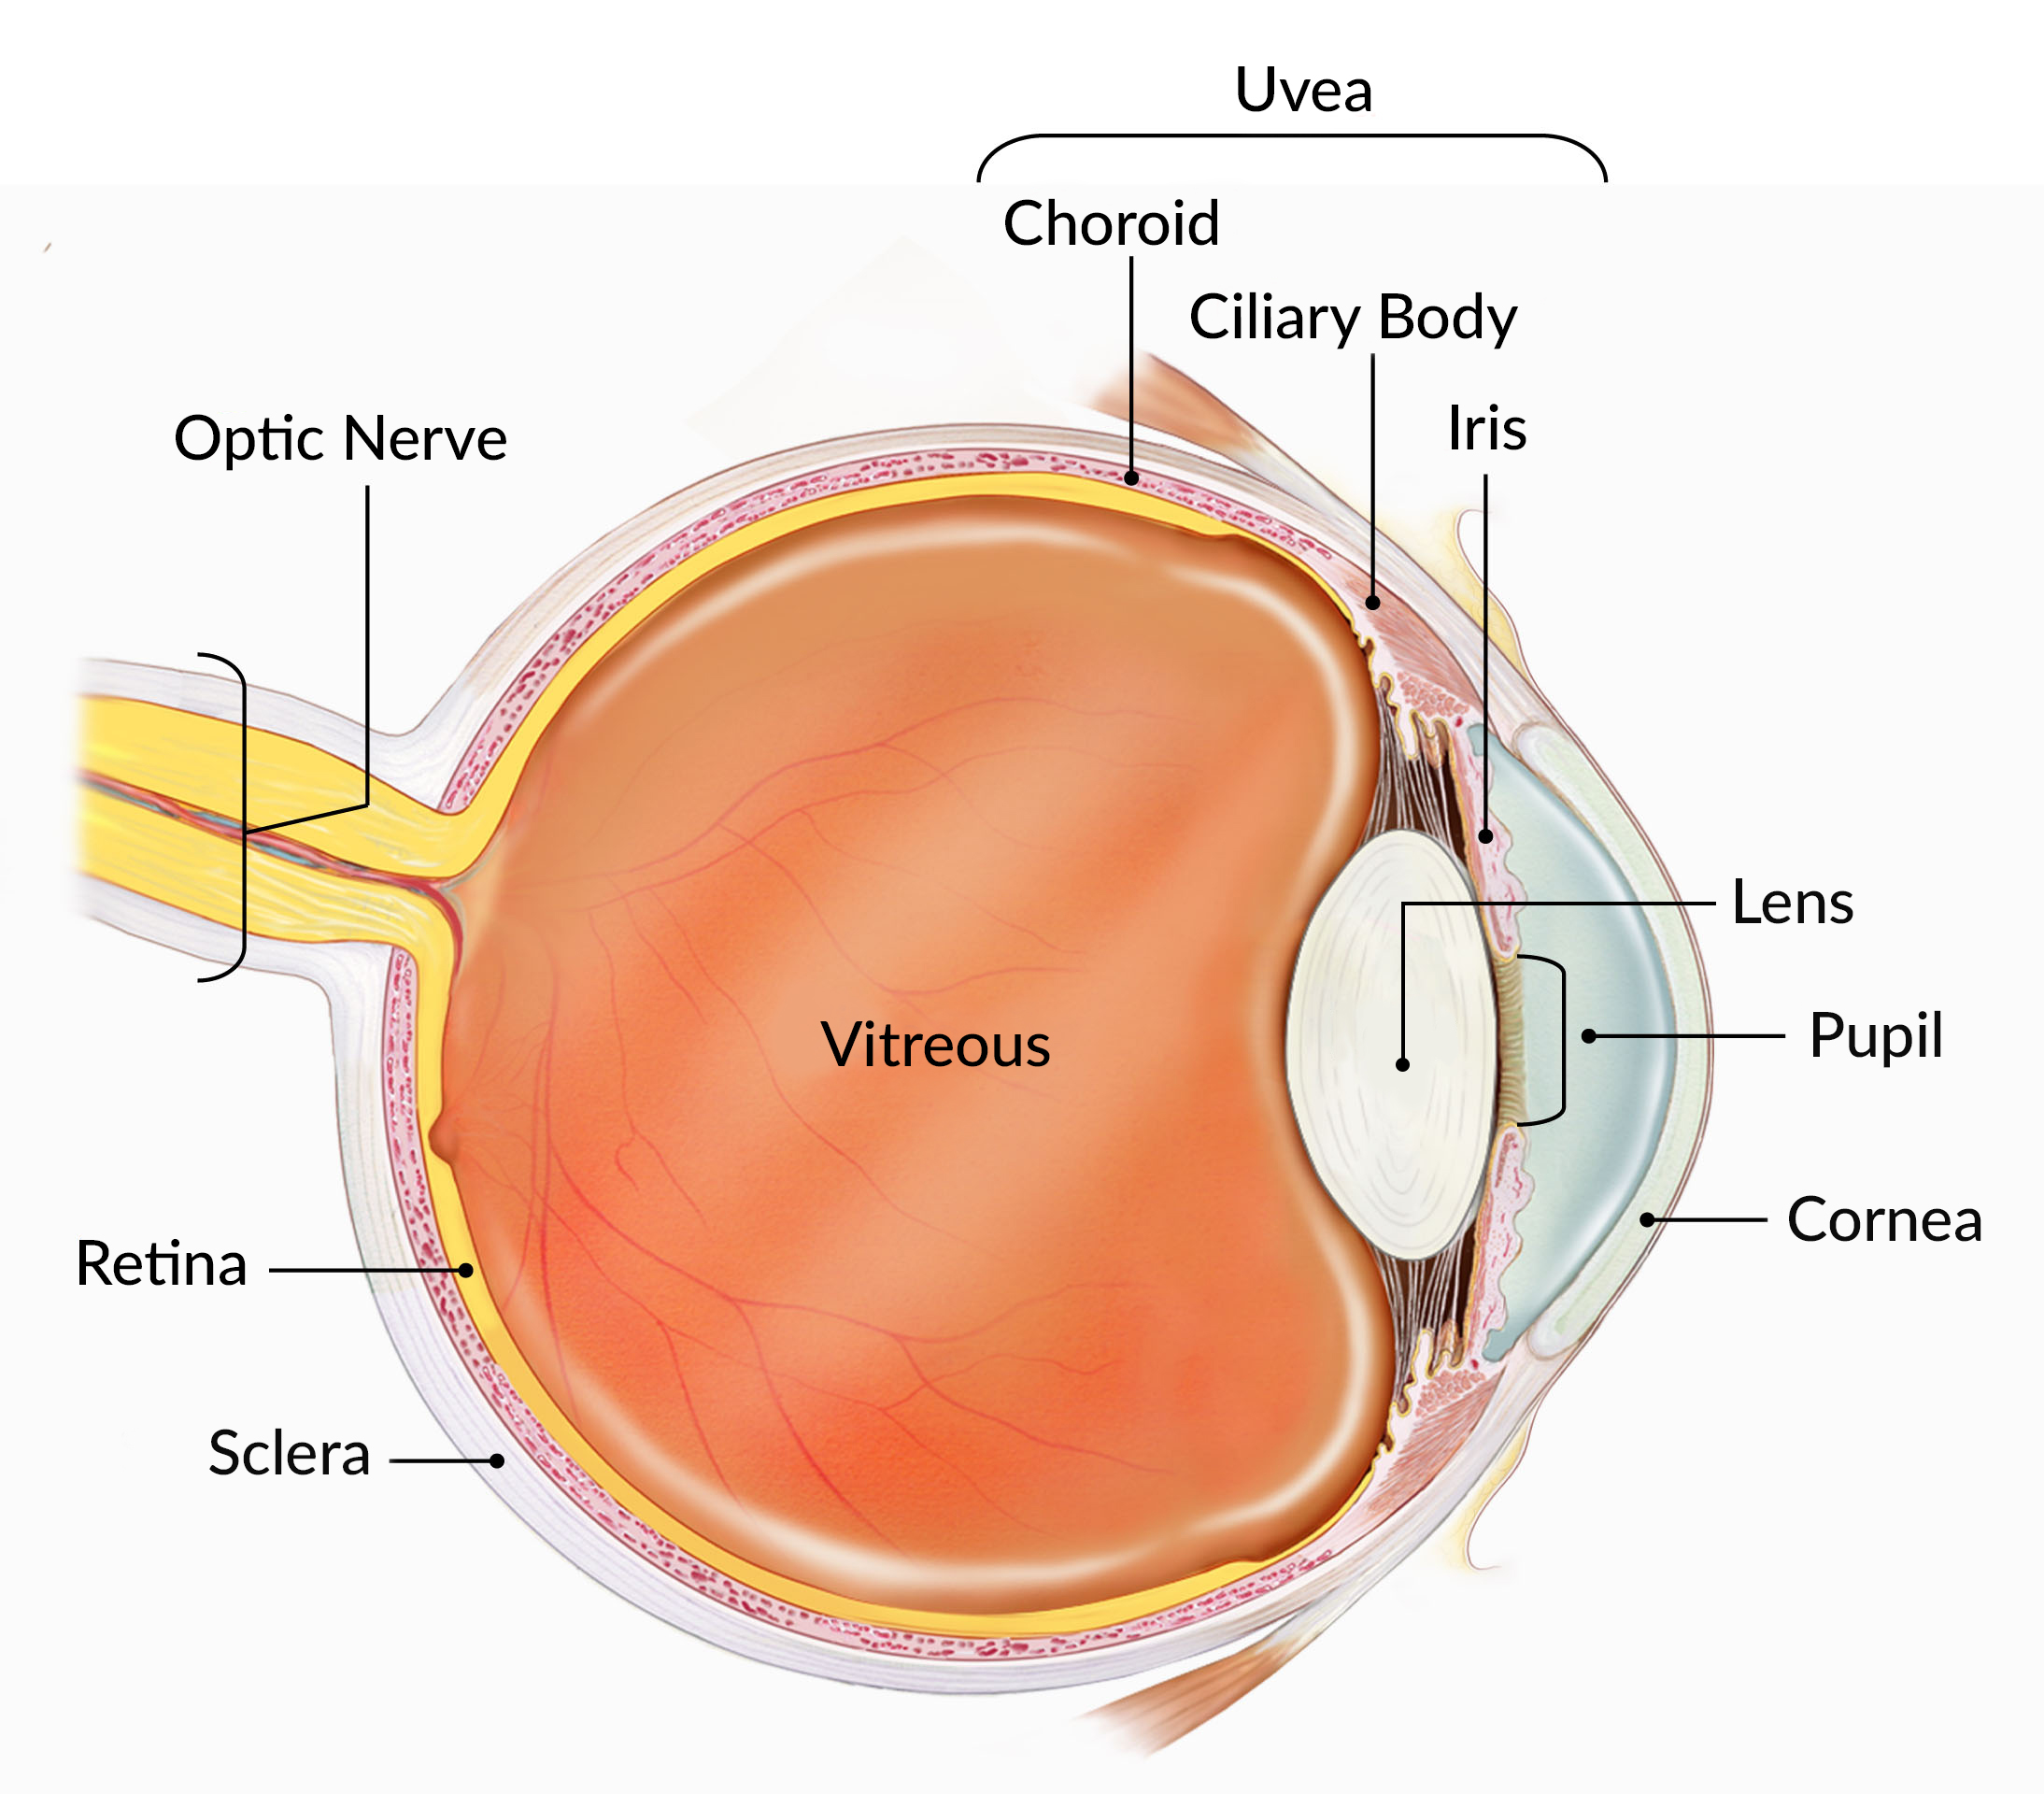 Uvea
Choroid
Ciliary Body
Iris
Optic Nerve
Lens
Pupil
Vitreous
Cornea
Retina
Sclera